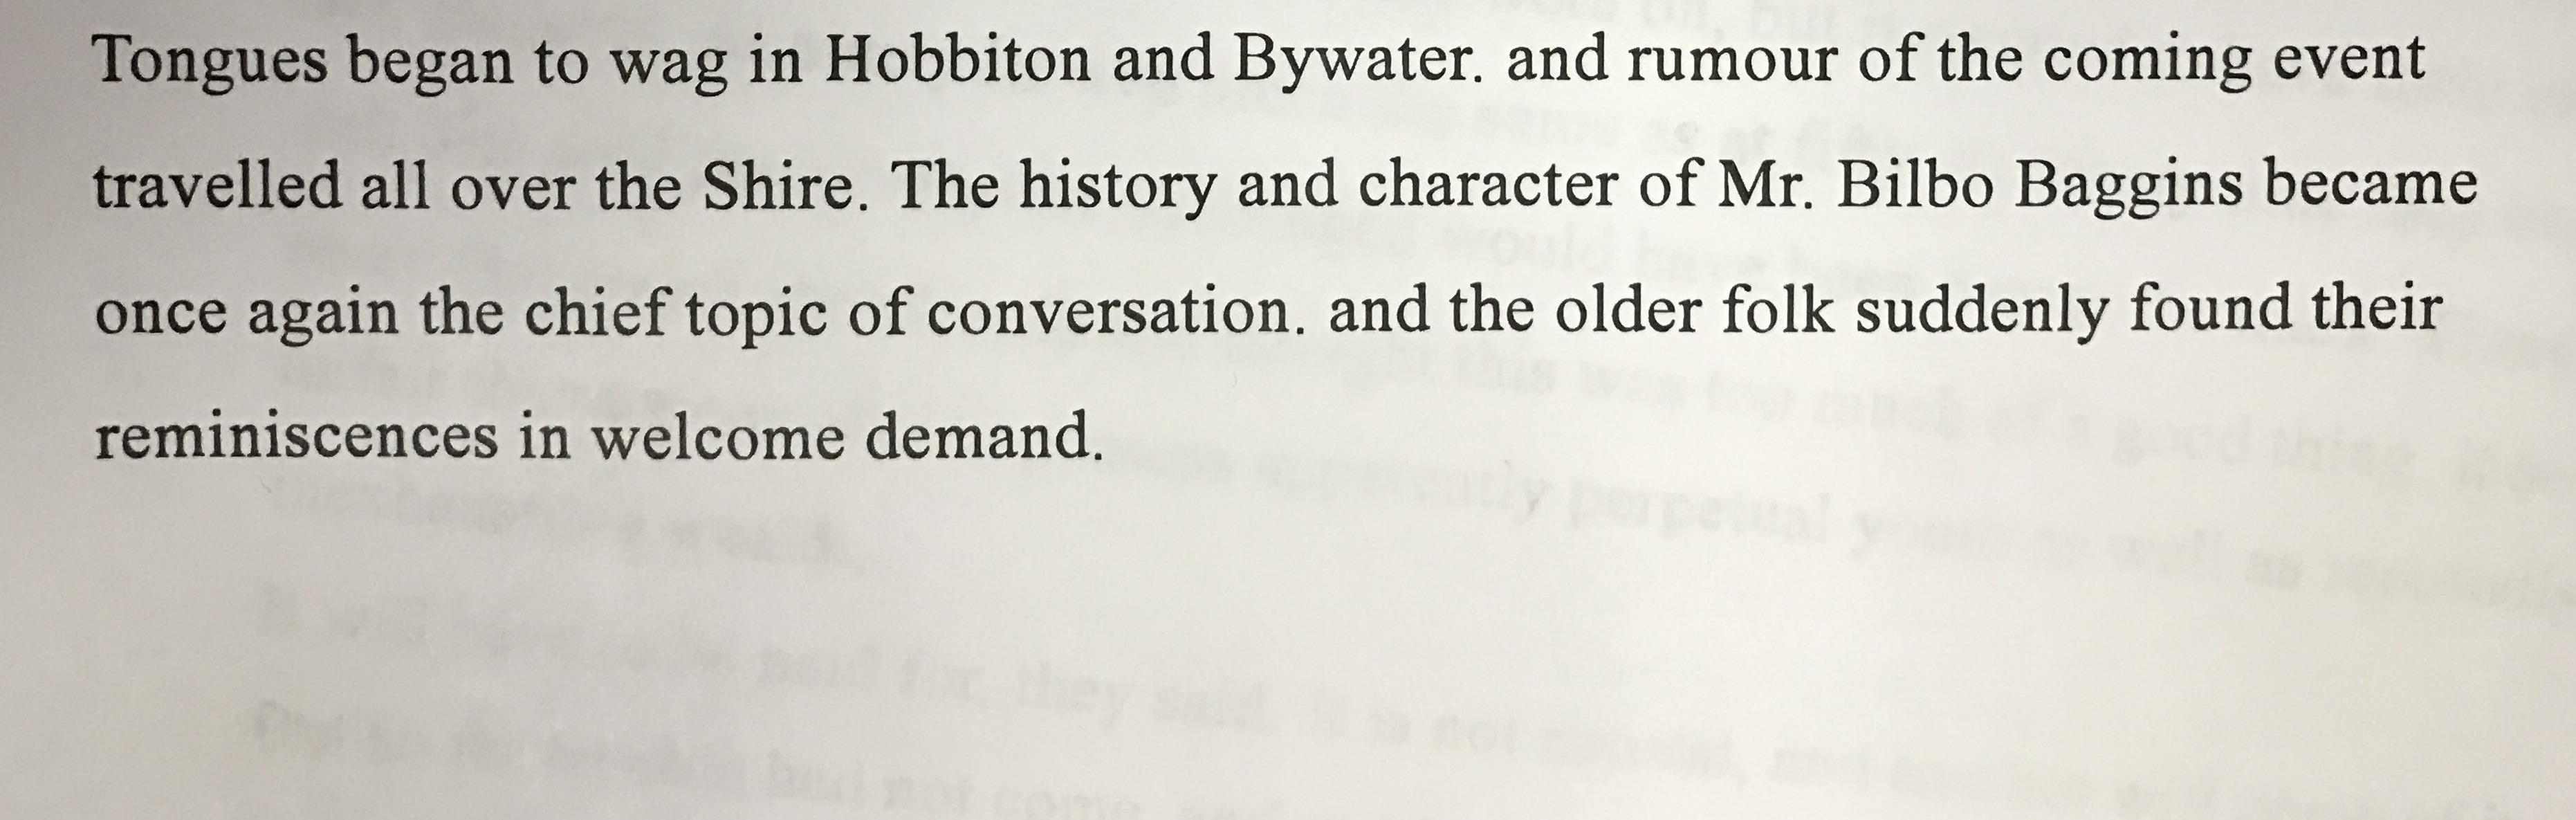 Tongues began to wag in Hobbiton and Bywater. and rumour of the coming event
travelled all over the Shire. The history and character of Mr. Bilbo Baggins became
once again the chief topic of conversation. and the older folk suddenly found their
reminiscences in welcome demand.